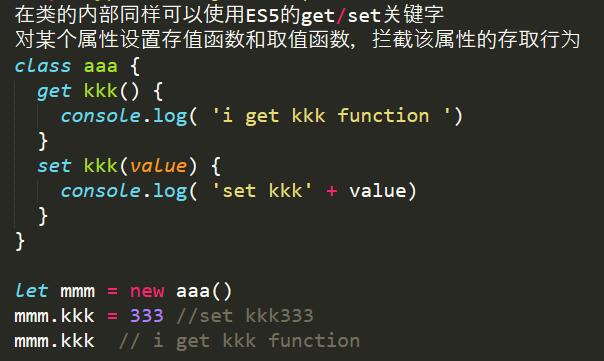 在类的内部同样可以使用ES5的get/set关键字
对某个属性设置存值函数和取值函数，拦截该属性的存取行为
class aaa {
  get kkk() {
    console.log( 'i get kkk function ')
  }
  set kkk(value) {
    console.log( 'set kkk' + value)
  }
}

let mmm = new aaa()
mmm.kkk = 333 //set kkk333
mmm.kkk  // i get kkk function